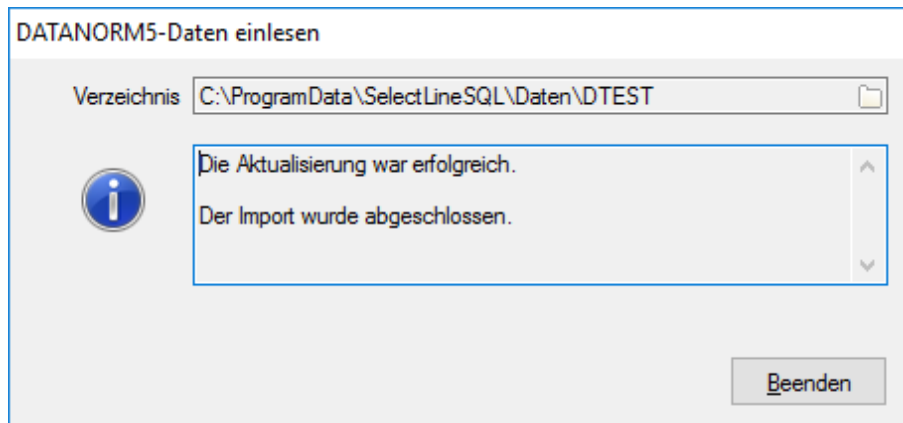 DATANORM5-Daten einlesen
Verzeichnis C:\ProgramData\SelectLineSQL\Daten\DTEST
Die Aktualisierung war erfolgreich.
Der Import wurde abgeschlossen.
Beenden